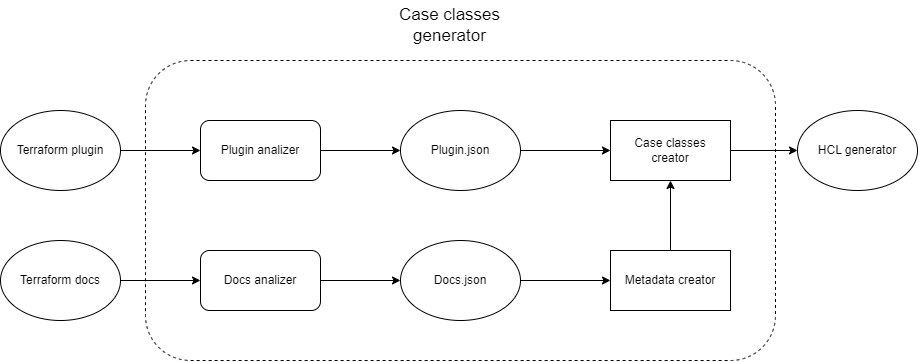 Case classes
generator
Terraform plugin
Plugin analizer
Plugin.json
Case classes
creator
HCL generator
Terraform docs
Docs analizer
Docs.json
Metadada creator